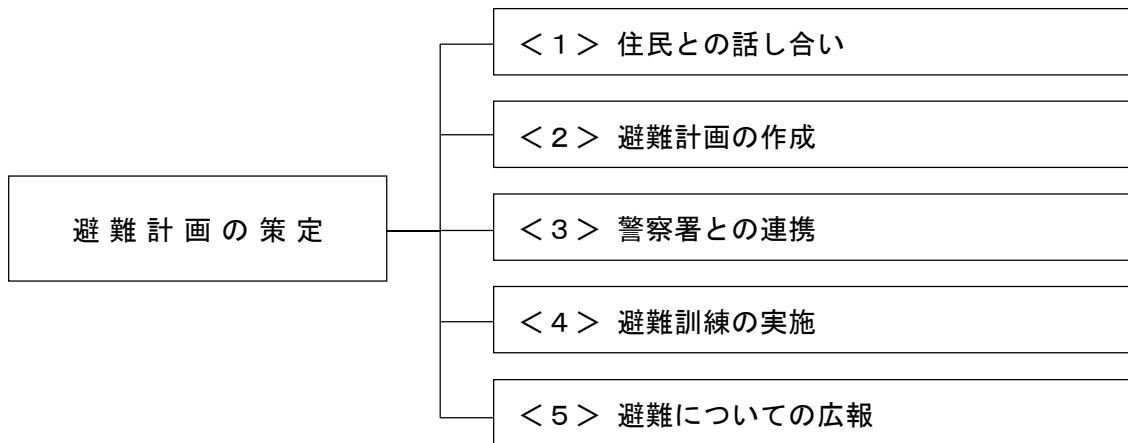 避難計画の策定
＜１＞ 住民との話し合い
＜２＞ 避難計画の作成
＜３＞ 警察署との連携
＜４＞ 避難訓練の実施
＜５＞ 避難についての広報